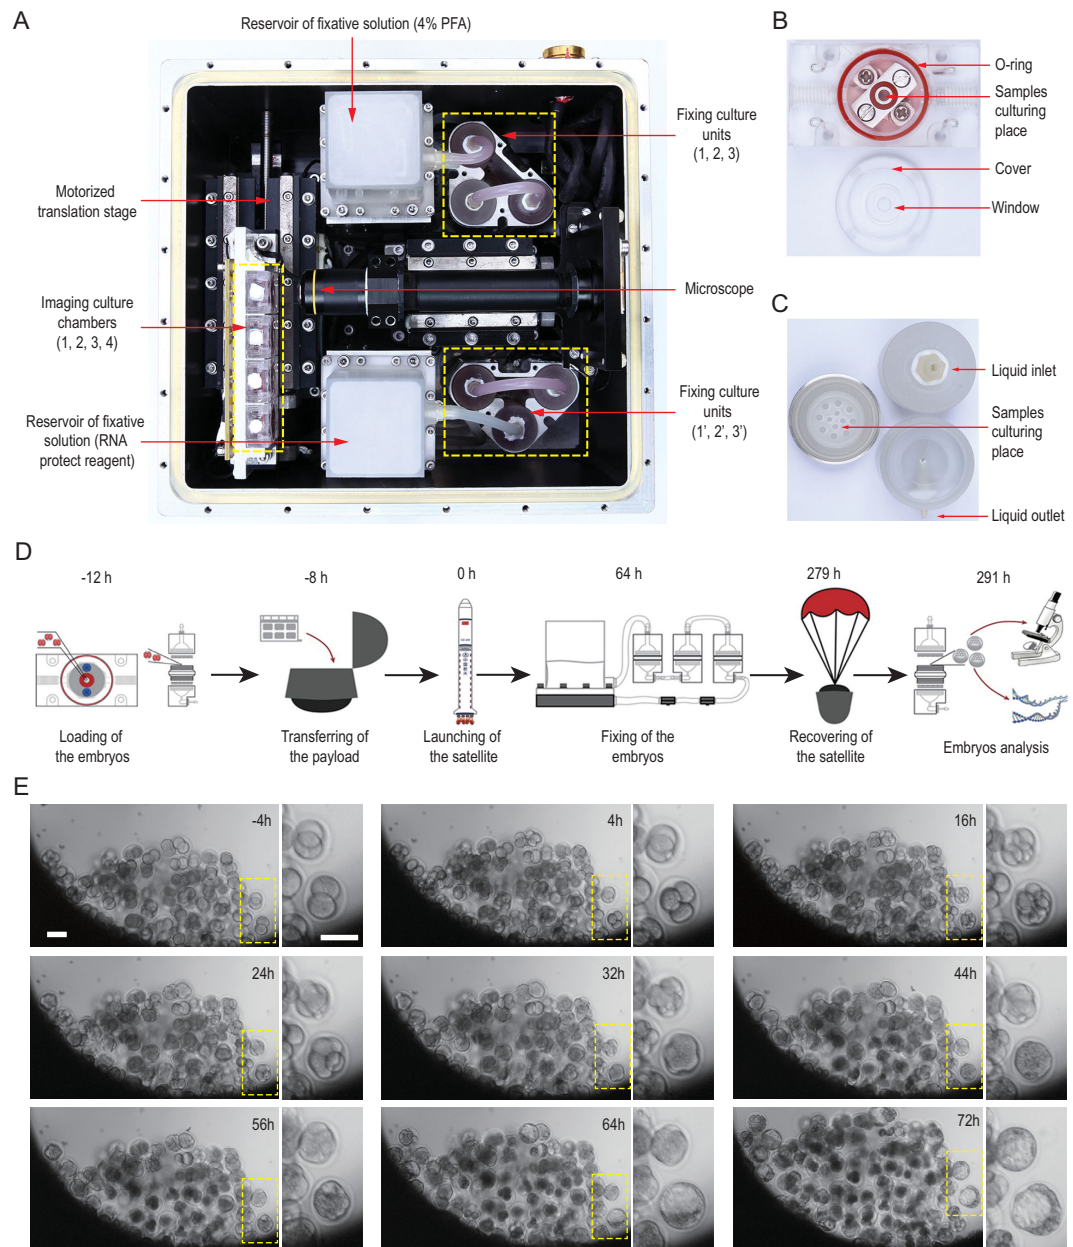 A
Reservoir of fixative solution (4% PFA)
Fixing culture
units
(1, 2, 3)
Motorized
translation stage
Imaging culture
chambers
(1, 2, 3, 4)
Microscope
Reservoir of fixative
solution (RNA
protect reagent)
Fixing culture
units
(1', 2', 3')
B
O-ring
Samples
culturing
place
Cover
Window
C
Liquid inlet
Samples
culturing
place
Liquid outlet
D
-12 h
-8 h
0 h
64 h
279 h
291 h
Loading of
the embryos
Transferring of
the payload
Launching of
the satellite
Fixing of the
embryos
Recovering of
the satellite
Embryos analysis
E
-4h
4h
16h
24h
32h
44h
56h
64h
72h